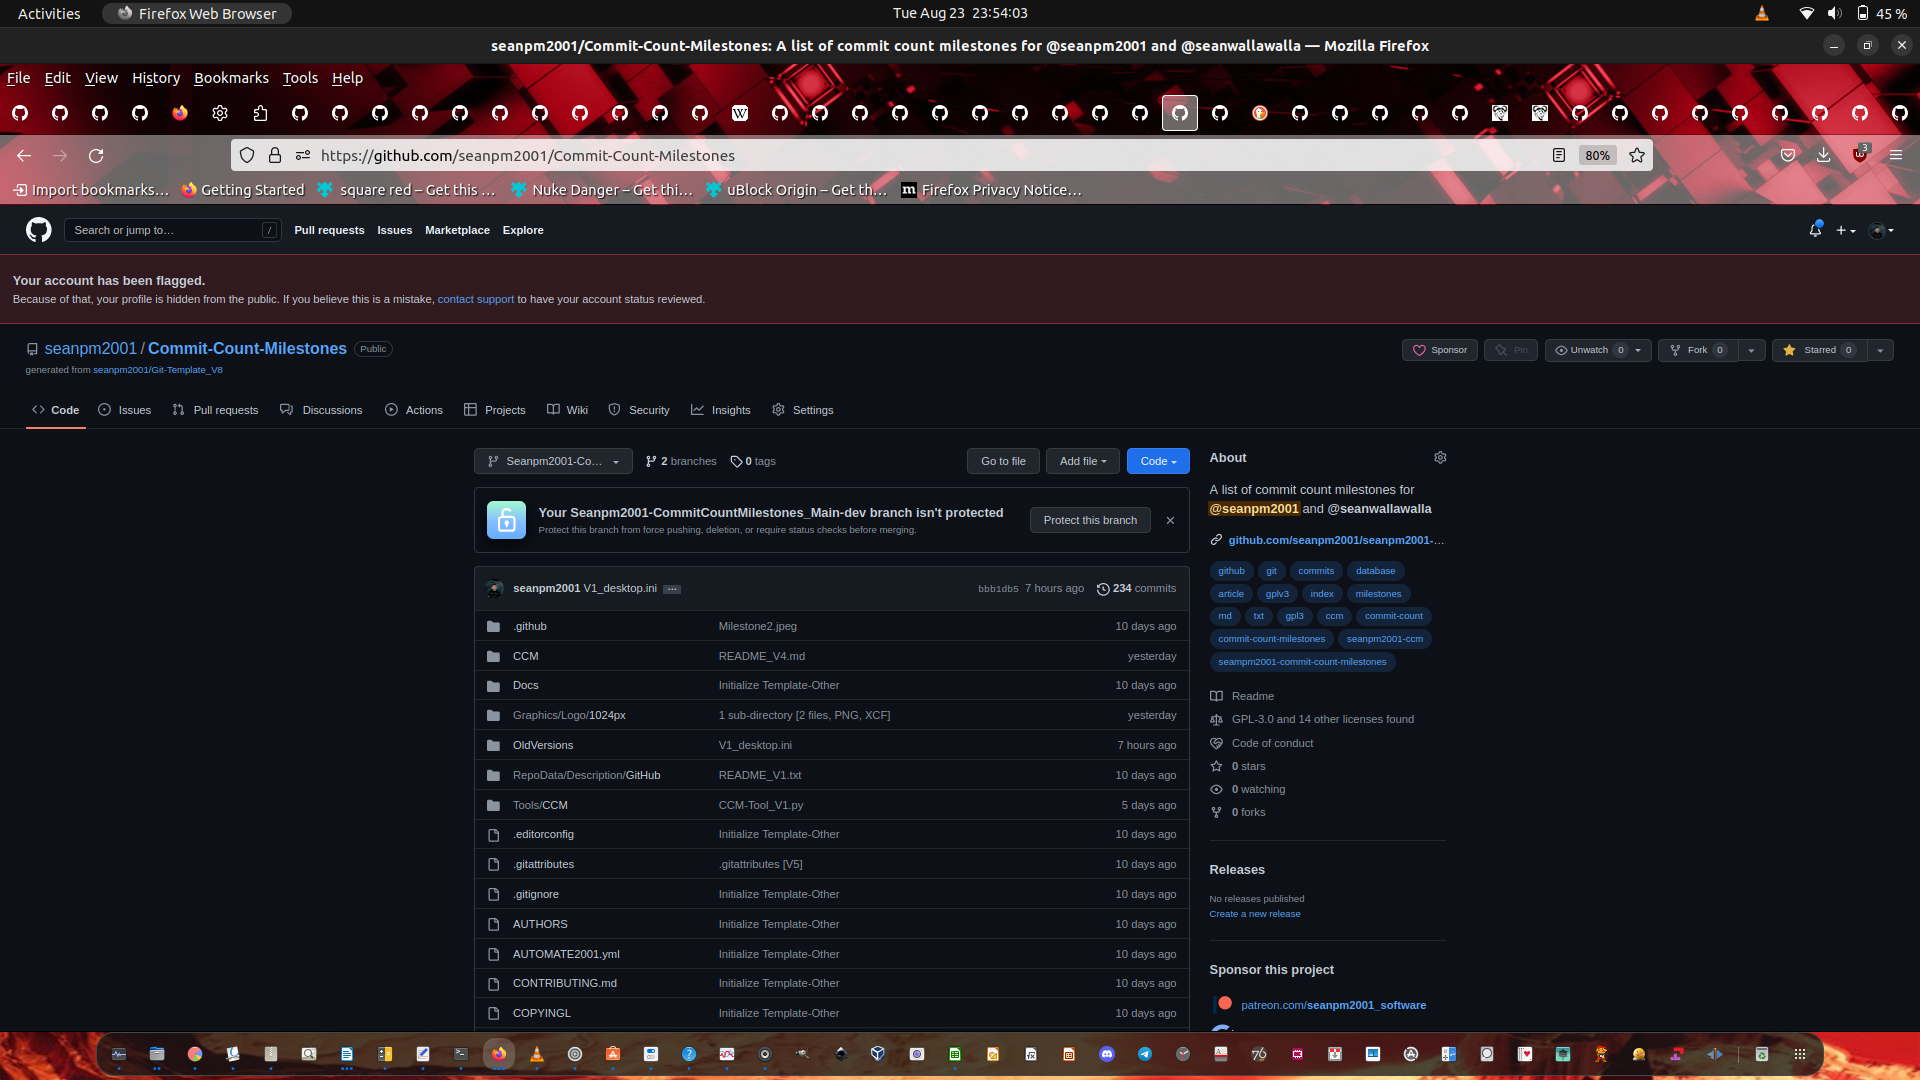 Activities
Firefox Web Browser
Tue Aug 23 23:54:03
45 %
seanpm2001/Commit-Count-Milestones: A list of commit count milestones for @seanpm2001 and @seanwallawalla — Mozilla Firefox
File Edit View History Bookmarks Tools Help
https://github.com/seanpm2001/Commit-Count-Milestones
80%
3
Import bookmarks…
Getting Started
square red – Get this …
Nuke Danger – Get thi…
uBlock Origin – Get th…
Firefox Privacy Notice…
Search or jump to…
/
Pull requests Issues Marketplace Explore
Your account has been flagged.
Because of that, your profile is hidden from the public. If you believe this is a mistake, contact support to have your account status reviewed.
seanpm2001 / Commit-Count-Milestones Public
generated from seanpm2001/Git-Template_V8
Sponsor
Pin
Unwatch 0
Fork 0
Starred 0
Code
Issues
Pull requests
Discussions
Actions
Projects
Wiki
Security
Insights
Settings
Seanpm2001-Co…
2 branches
0 tags
Go to file
Add file
Code
Your Seanpm2001-CommitCountMilestones_Main-dev branch isn't protected
Protect this branch from force pushing, deletion, or require status checks before merging.
Protect this branch
seanpm2001 V1_desktop.ini … bbb1db5 7 hours ago 234 commits
.github Milestone2.jpeg 10 days ago
CCM README_V4.md yesterday
Docs Initialize Template-Other 10 days ago
Graphics/Logo/1024px 1 sub-directory [2 files, PNG, XCF] yesterday
OldVersions V1_desktop.ini 7 hours ago
RepoData/Description/GitHub README_V1.txt 10 days ago
Tools/CCM CCM-Tool_V1.py 5 days ago
.editorconfig Initialize Template-Other 10 days ago
.gitattributes .gitattributes [V5] 10 days ago
.gitignore Initialize Template-Other 10 days ago
AUTHORS Initialize Template-Other 10 days ago
AUTOMATE2001.yml Initialize Template-Other 10 days ago
CONTRIBUTING.md Initialize Template-Other 10 days ago
COPYINGL Initialize Template-Other 10 days ago
About
A list of commit count milestones for
@seanpm2001 and @seanwallawalla
github.com/seanpm2001/seanpm2001-…
github git commits database
article gplv3 index milestones
md txt gpl3 ccm commit-count
commit-count-milestones seanpm2001-ccm
seampm2001-commit-count-milestones
Readme
GPL-3.0 and 14 other licenses found
Code of conduct
0 stars
0 watching
0 forks
Releases
No releases published
Create a new release
Sponsor this project
patreon.com/seanpm2001_software